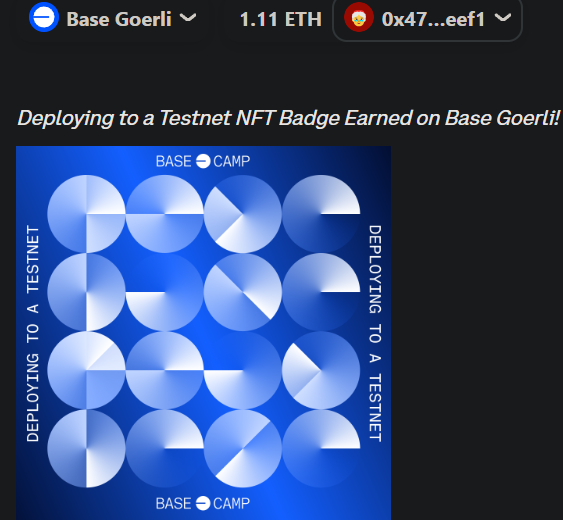 Base Goerli 1.11 ETH 0x47...eef1
Deploying to a Testnet NFT Badge Earned on Base Goerli!
BASE CAMP
DEPLOYING TO A TESTNET
DEPLOYING TO A TESTNET
BASE CAMP